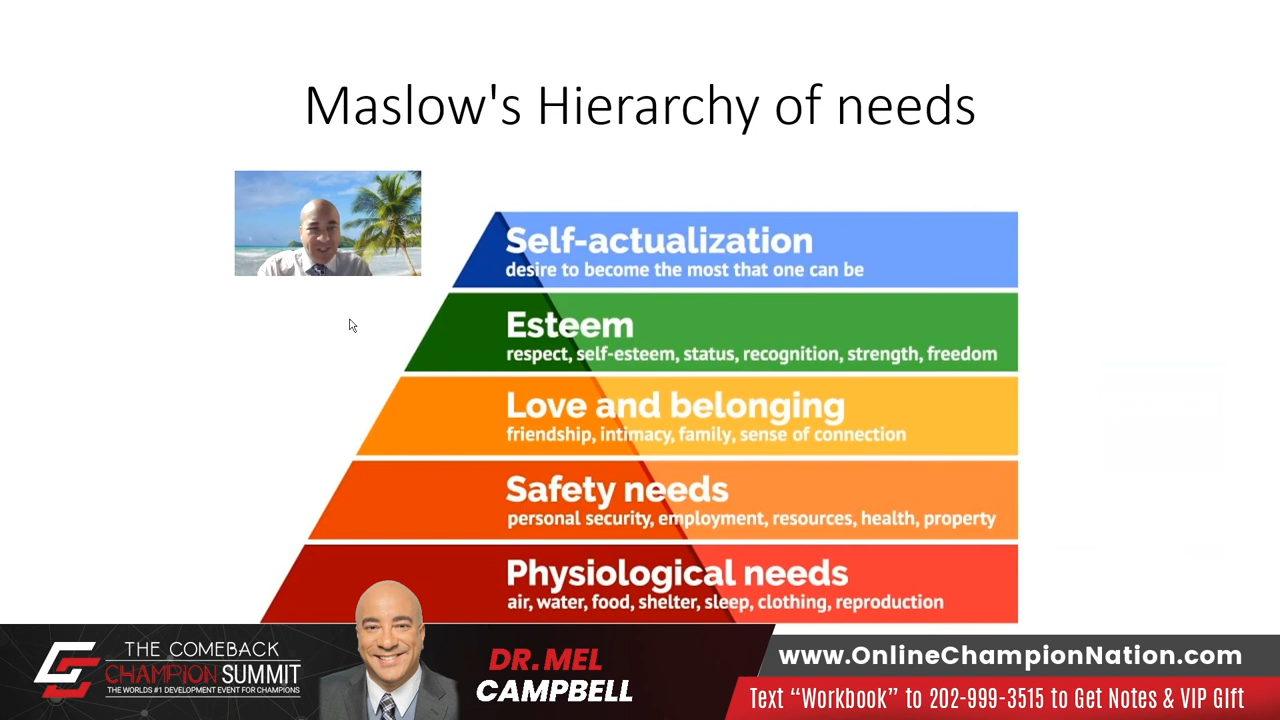 Maslow's Hierarchy of needs
Self-actualization
desire to become the most that one can be
Esteem
respect, self-esteem, status, recognition, strength, freedom
Love and belonging
friendship, intimacy, family, sense of connection
Safety needs
personal security, employment, resources, health, property
Physiological needs
air, water, food, shelter, sleep, clothing, reproduction
THE COMEBACK
CHAMPION SUMMIT
THE WORLDS #1 DEVELOPMENT EVENT FOR CHAMPIONS
DR. MEL
CAMPBELL
www.OnlineChampionNation.com
Text “Workbook” to 202-999-3515 to Get Notes & VIP GIft